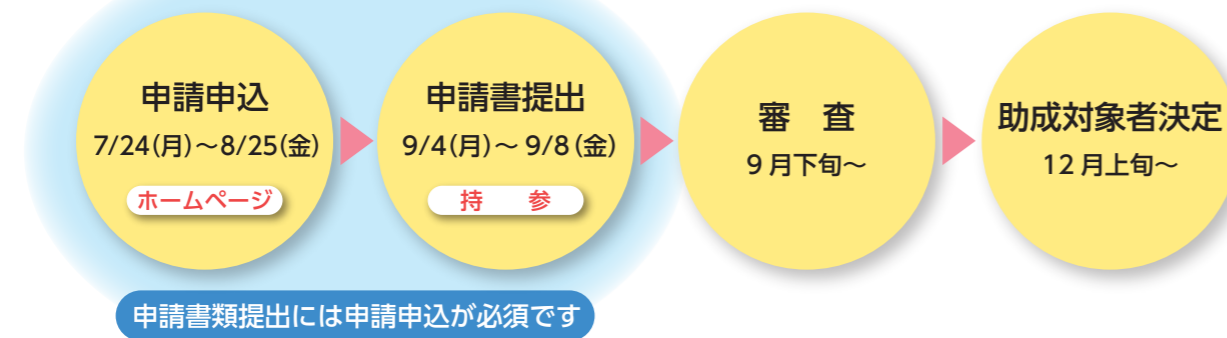 申請申込
7/24(月)～8/25(金)
ホームページ
申請書提出
9/4(月)～ 9/8(金)
持　参
審　査
9月下旬～
助成対象者決定
12月上旬～
申請書類提出には申請申込が必須です